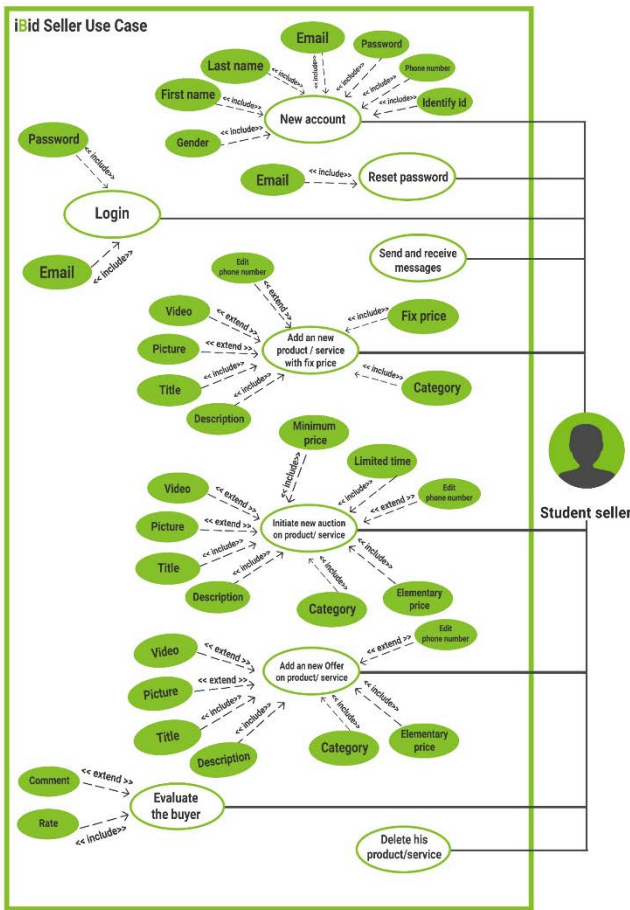 iBid Seller Use Case
Email
Password
Last name
<< include>>
<< include>>
Phone number
First name
<< include>>
<< include>>
<< include>>
Identify id
<< include>>
<< include>>
New account
Gender
<< include>>
Password
<< include>>
Email
<< include>>
Reset password
Login
Email
<< include>>
Send and receive
messages
Edit
phone number
<< extend >>
Video
<< extend >>
<< include>>
Fix price
Picture
<< extend >>
Add an new
product / service
with fix price
Title
<< include>>
<< include>>
Category
Description
<< include>>
Minimum
price
<< include>>
Limited time
<< include>>
Video
<< extend >>
Edit
phone number
<< extend >>
Picture
<< extend >>
Initiate new auction
on product/ service
Student seller
Title
<< include>>
<< include>>
<< include>>
<< include>>
Description
Category
Elementary
price
Edit
phone number
<< extend >>
Video
<< extend >>
Add an new Offer
on product/ service
Picture
<< extend >>
<< include>>
Title
<< include>>
<< include>>
<< include>>
Elementary
price
Category
Description
Comment
<< extend >>
Evaluate
the buyer
Rate
<< include>>
Delete his
product/service